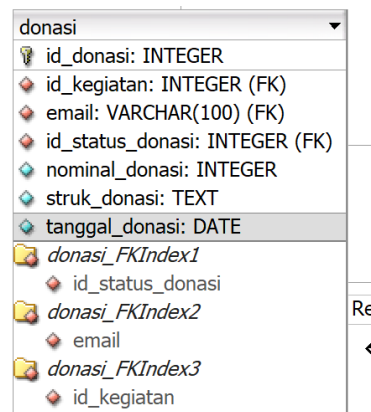 donasi
id_donasi: INTEGER
id_kegiatan: INTEGER (FK)
email: VARCHAR(100) (FK)
id_status_donasi: INTEGER (FK)
nominal_donasi: INTEGER
struk_donasi: TEXT
tanggal_donasi: DATE
donasi_FKIndex1
id_status_donasi
donasi_FKIndex2
email
donasi_FKIndex3
id_kegiatan
Re